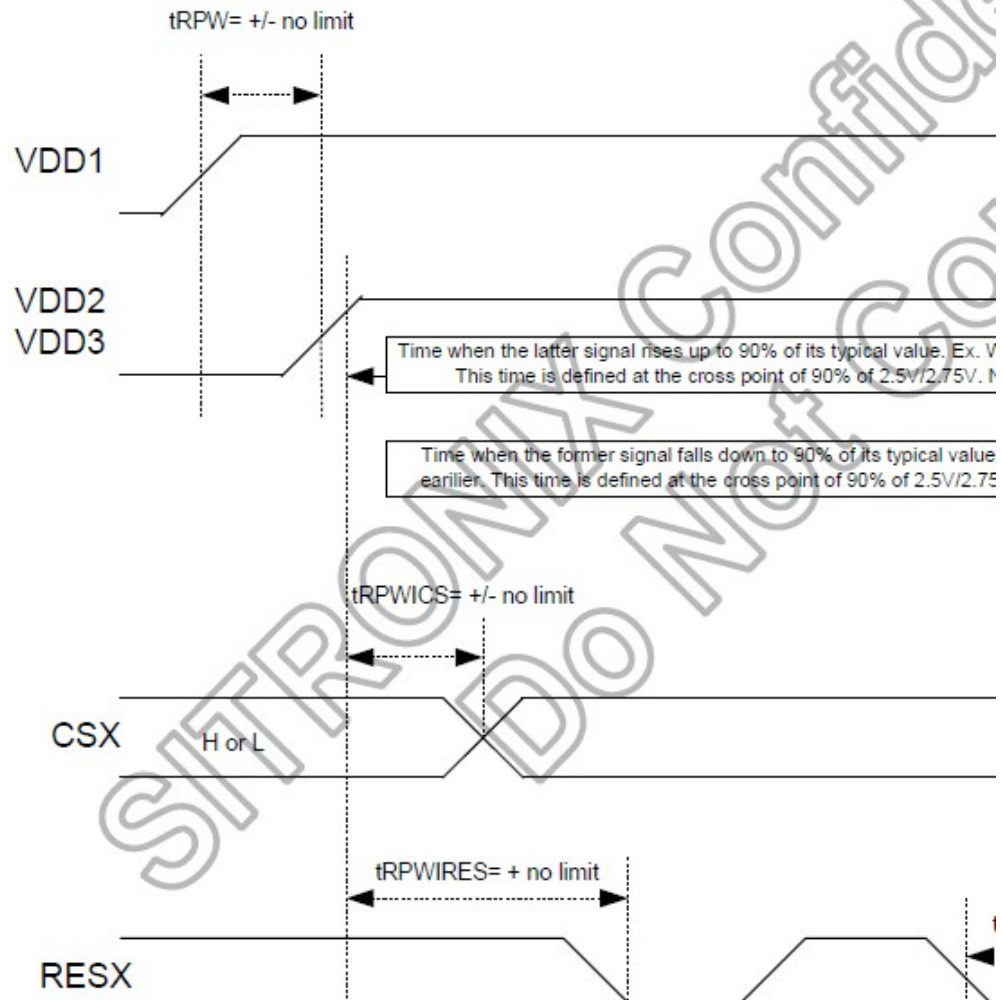 tRPW= +/- no limit
VDD1
VDD2
VDD3
Time when the latter signal rises up to 90% of its typical value. Ex. W
This time is defined at the cross point of 90% of 2.5V/2.75V. N
Time when the former signal falls down to 90% of its typical value
earilier. This time is defined at the cross point of 90% of 2.5V/2.75
tRPWICS= +/- no limit
CSX
H or L
tRPWIRES= + no limit
t
RESX
SITRONIX Confide
Do Not Co